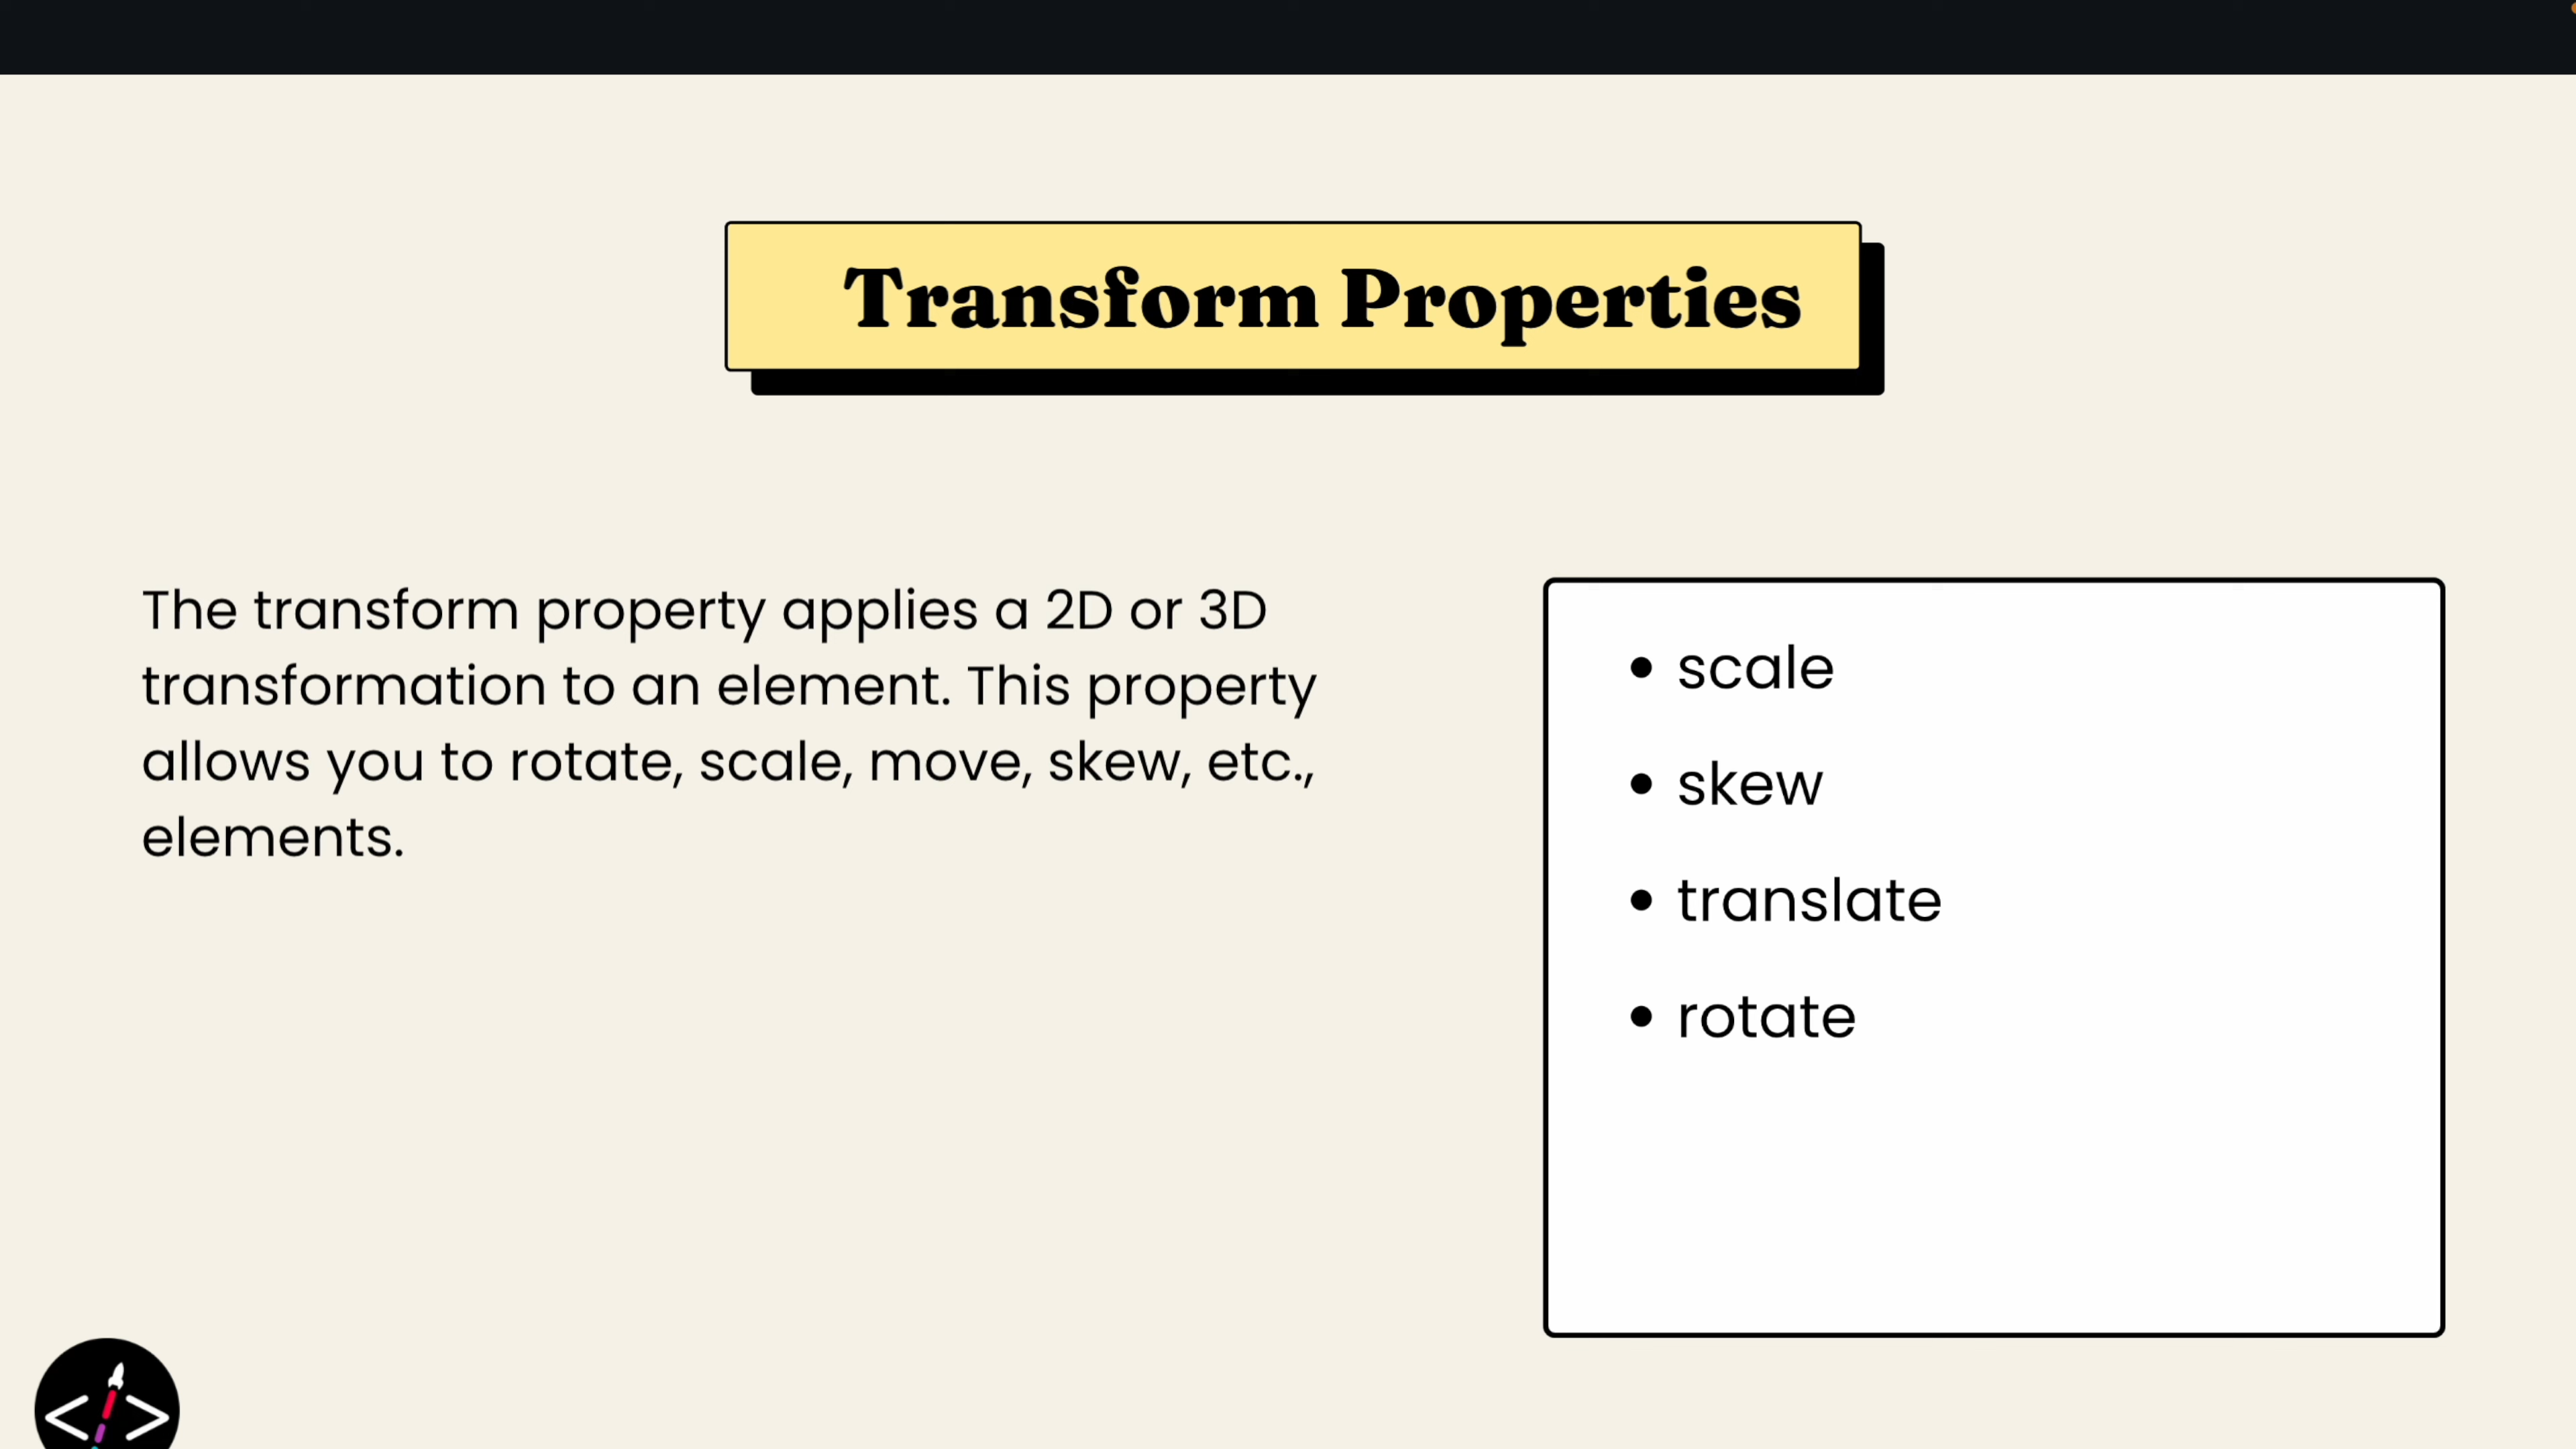 Transform Properties
The transform property applies a 2D or 3D
transformation to an element. This property
allows you to rotate, scale, move, skew, etc.,
elements.
• scale
• skew
• translate
• rotate